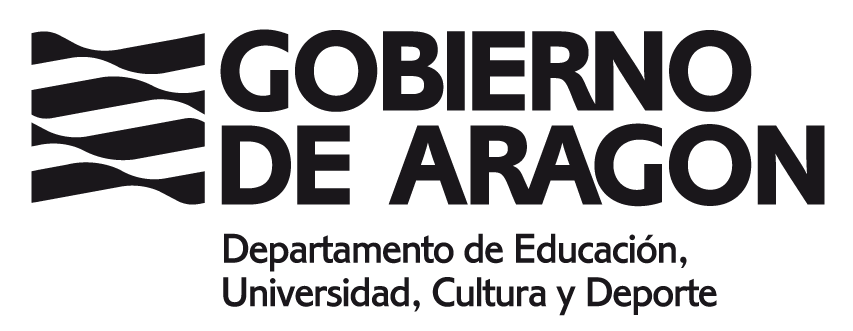 GOBIERNO
DE ARAGON
Departamento de Educación,
Universidad, Cultura y Deporte